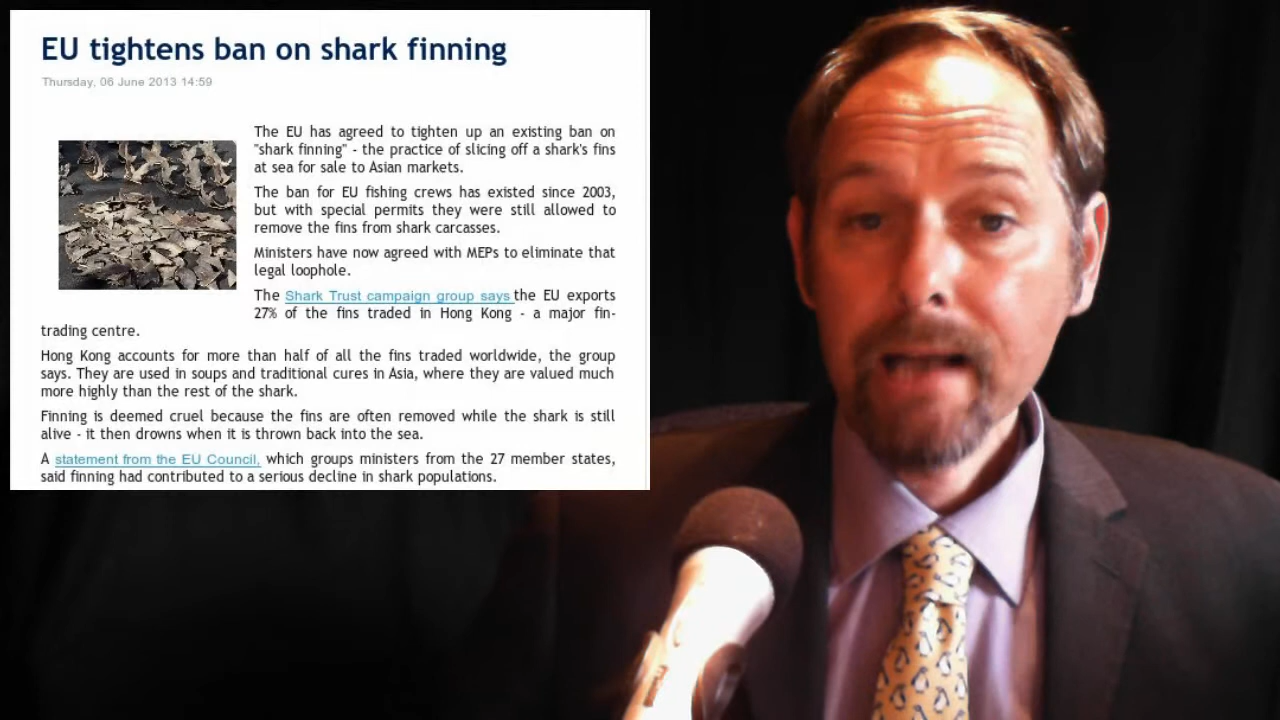 EU tightens ban on shark finning
Thursday, 06 June 2013 14:59
The EU has agreed to tighten up an existing ban on
"shark finning" - the practice of slicing off a shark's fins
at sea for sale to Asian markets.
The ban for EU fishing crews has existed since 2003,
but with special permits they were still allowed to
remove the fins from shark carcasses.
Ministers have now agreed with MEPs to eliminate that
legal loophole.
The Shark Trust campaign group says the EU exports
27% of the fins traded in Hong Kong - a major fin-
trading centre.
Hong Kong accounts for more than half of all the fins traded worldwide, the group
says. They are used in soups and traditional cures in Asia, where they are valued much
more highly than the rest of the shark.
Finning is deemed cruel because the fins are often removed while the shark is still
alive - it then drowns when it is thrown back into the sea.
A statement from the EU Council, which groups ministers from the 27 member states,
said finning had contributed to a serious decline in shark populations.